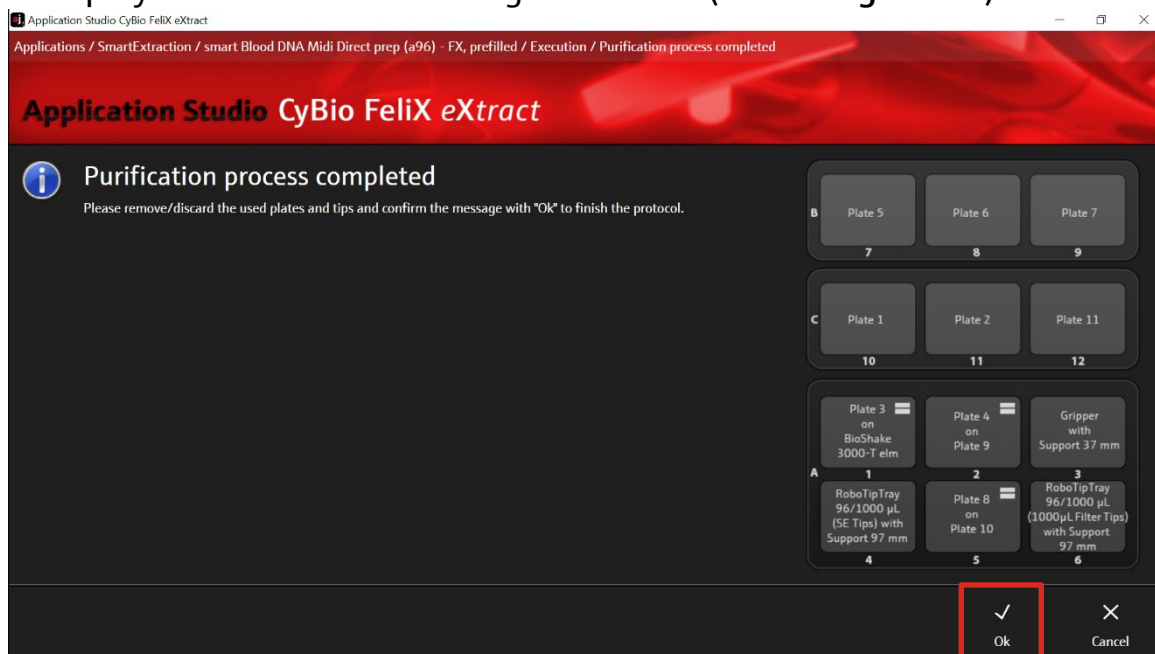 Application Studio CyBio FeliX eXtract
Applications / SmartExtraction / smart Blood DNA Midi Direct prep (a96) - FX, prefilled / Execution / Purification process completed
Application Studio CyBio FeliX eXtract
Purification process completed
Please remove/discard the used plates and tips and confirm the message with "Ok" to finish the protocol.
B
Plate 5
7
Plate 6
8
Plate 7
9
C
Plate 1
10
Plate 2
11
Plate 11
12
A
Plate 3
on
BioShake
3000-T elm
1
Plate 4
on
Plate 9
2
Gripper
with
Support 37 mm
3
RoboTipTray
96/1000 µL
(SE Tips) with
Support 97 mm
4
Plate 8
on
Plate 10
5
RoboTipTray
96/1000 µL
(1000µL Filter Tips)
with Support
97 mm
6
Ok
Cancel